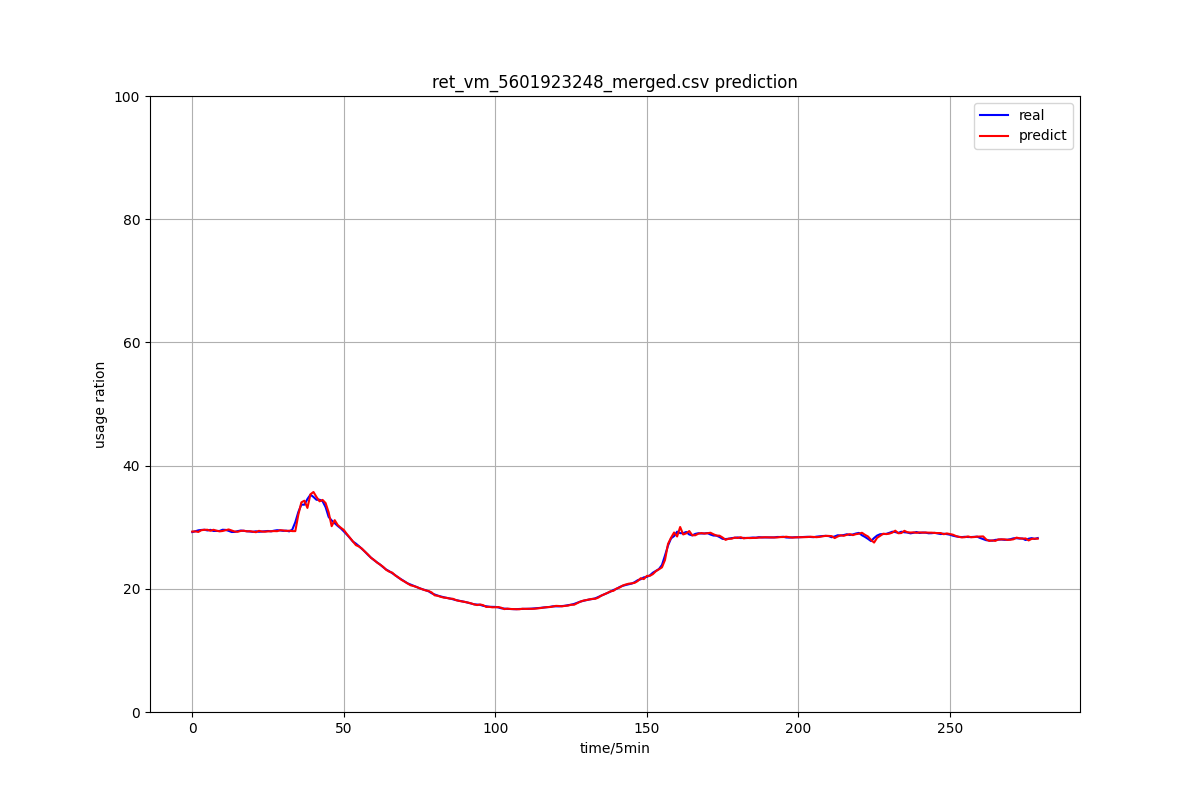 ret_vm_5601923248_merged.csv prediction
real
predict
100
80
60
40
20
0
usage ration
0 50 100 150 200 250
time/5min